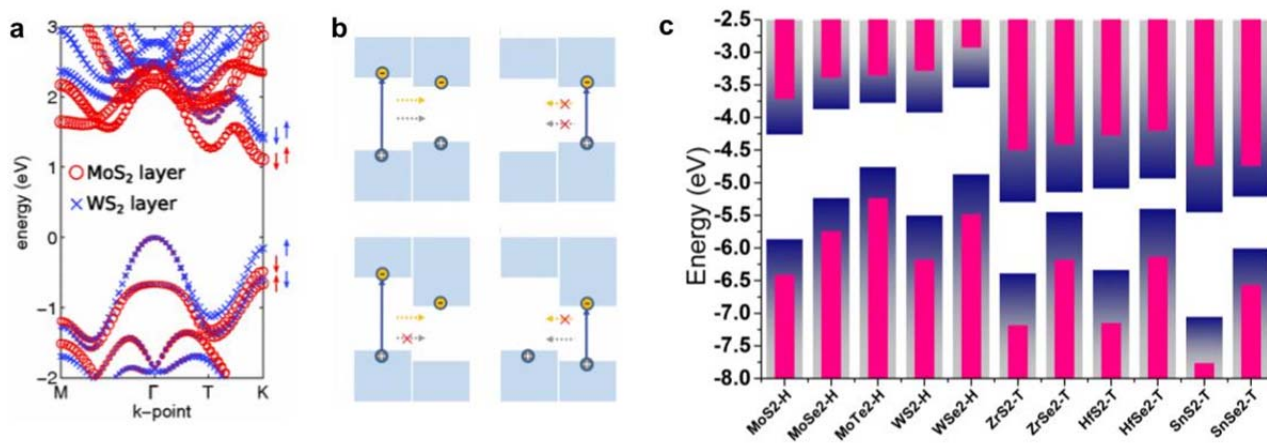 a
3
2
1
0
-1
-2
energy (eV)
MoS2 layer
WS2 layer
M
Γ
T
K
k-point
b
c
Energy (eV)
-2.5
-3.0
-3.5
-4.0
-4.5
-5.0
-5.5
-6.0
-6.5
-7.0
-7.5
-8.0
MoS2-H
MoSe2-H
MoTe2-H
WS2-H
WSe2-H
ZrS2-T
ZrSe2-T
HfS2-T
HfSe2-T
SnS2-T
SnSe2-T